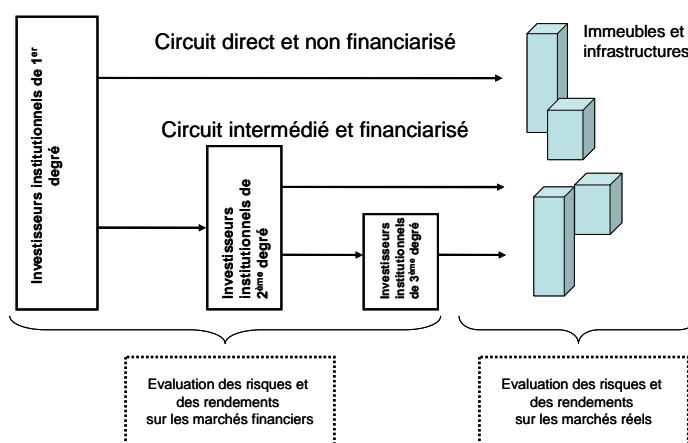 Circuit direct et non financiarisé
Immeubles et
infrastructures
Investisseurs institutionnels de 1er
degré
Circuit intermédié et financiarisé
Investisseurs
institutionnels de
2ème degré
Investisseurs
institutionnels
de 3ème degré
Evaluation des risques et
des rendements
sur les marchés financiers
Evaluation des risques et
des rendements
sur les marchés réels